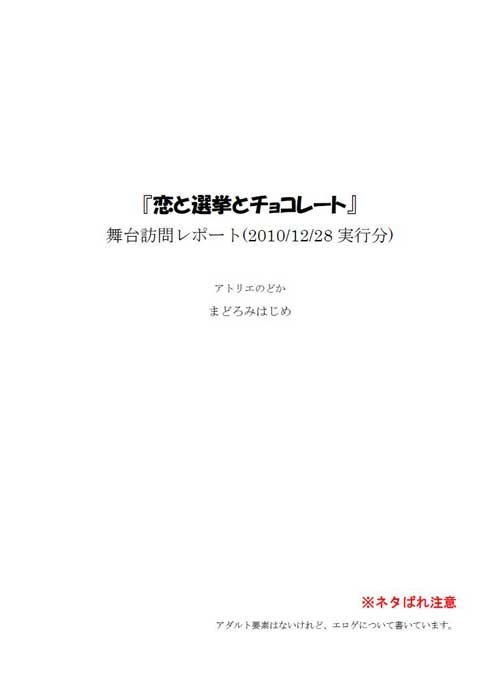 『恋と選挙とチョコレート』
舞台訪問レポート(2010/12/28 実行分)
アトリエのどか
まどろみはじめ
※ネタばれ注意
アダルト要素はないけれど、エロゲについて書いています。